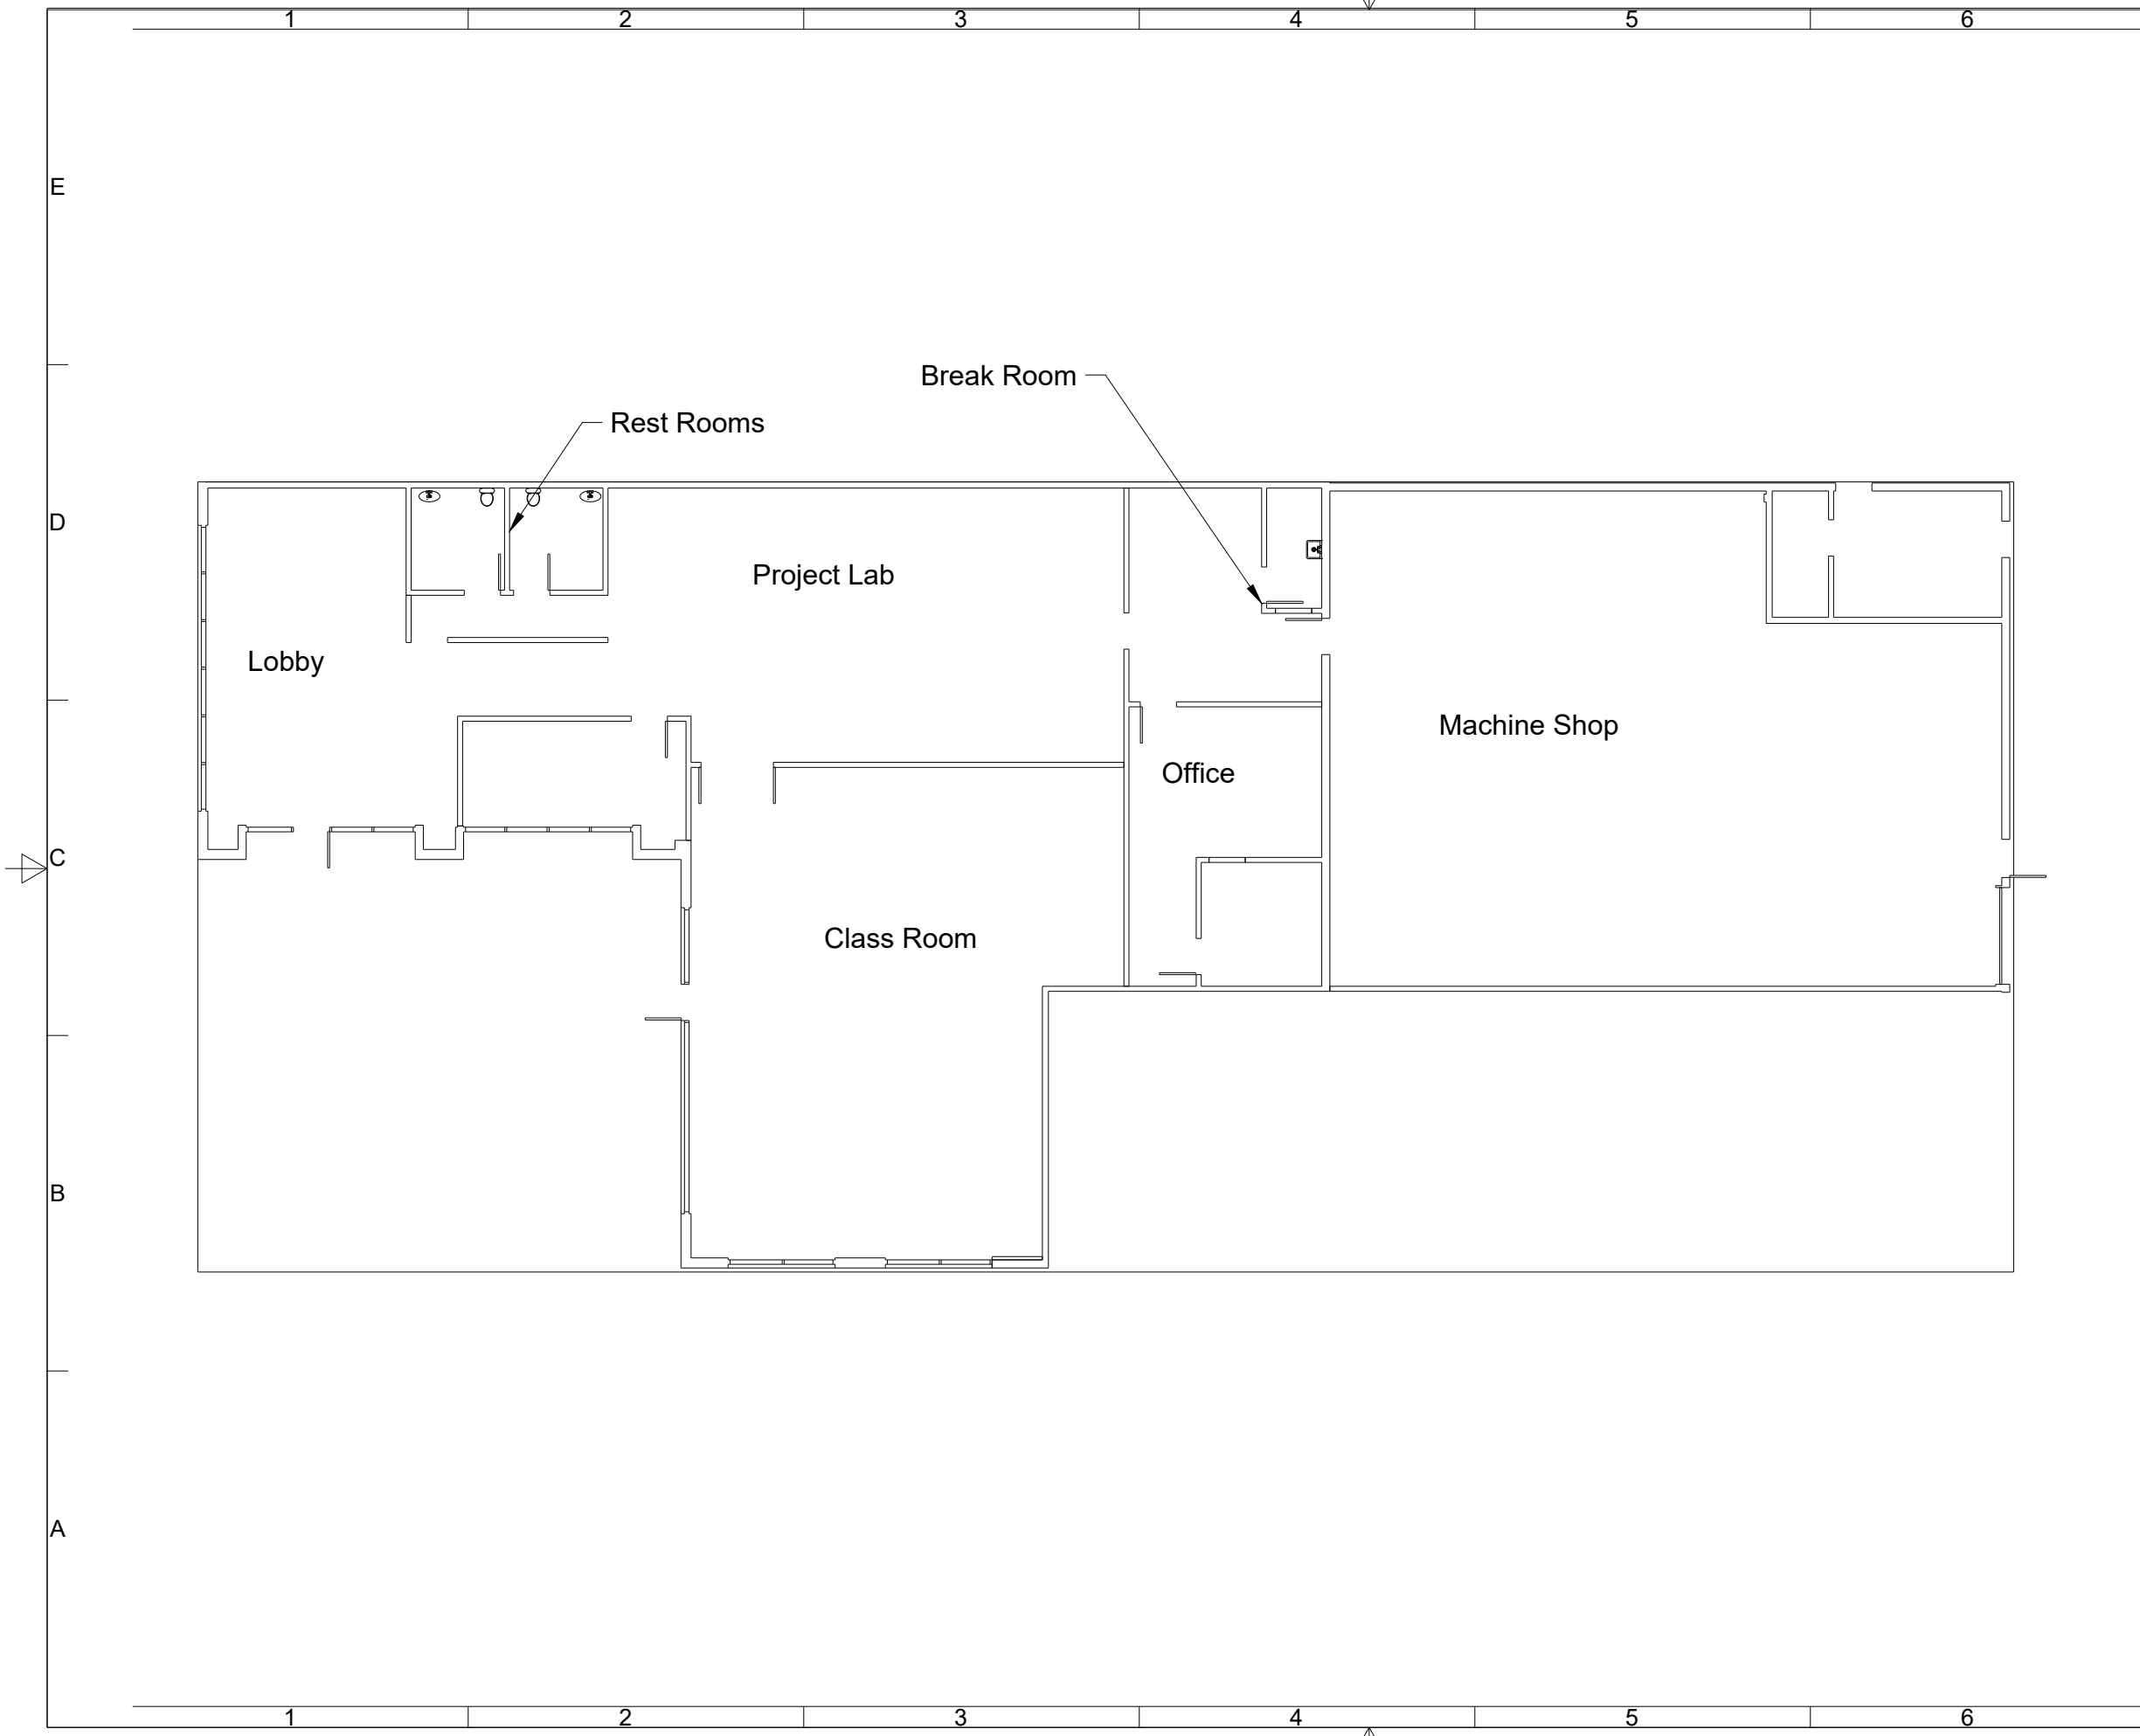 1 2 3 4 5 6
E
Break Room
Rest Rooms
D
Project Lab
Lobby
Machine Shop
Office
C
Class Room
B
A
1 2 3 4 5 6